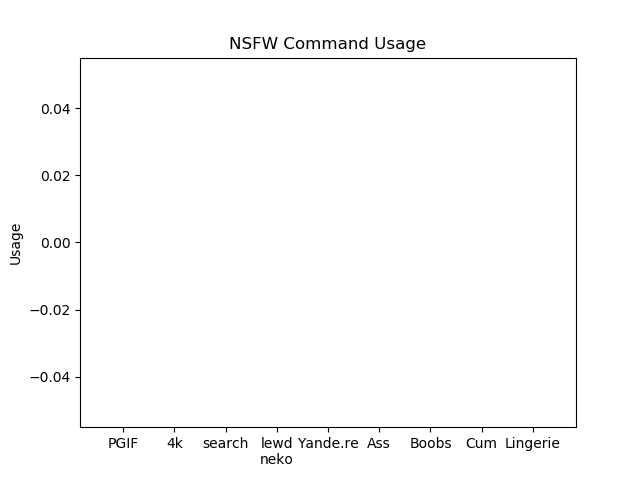 NSFW Command Usage
0.04
0.02
0.00
−0.02
−0.04
Usage
PGIF 4k search lewd Yande.re Ass Boobs Cum Lingerie
neko